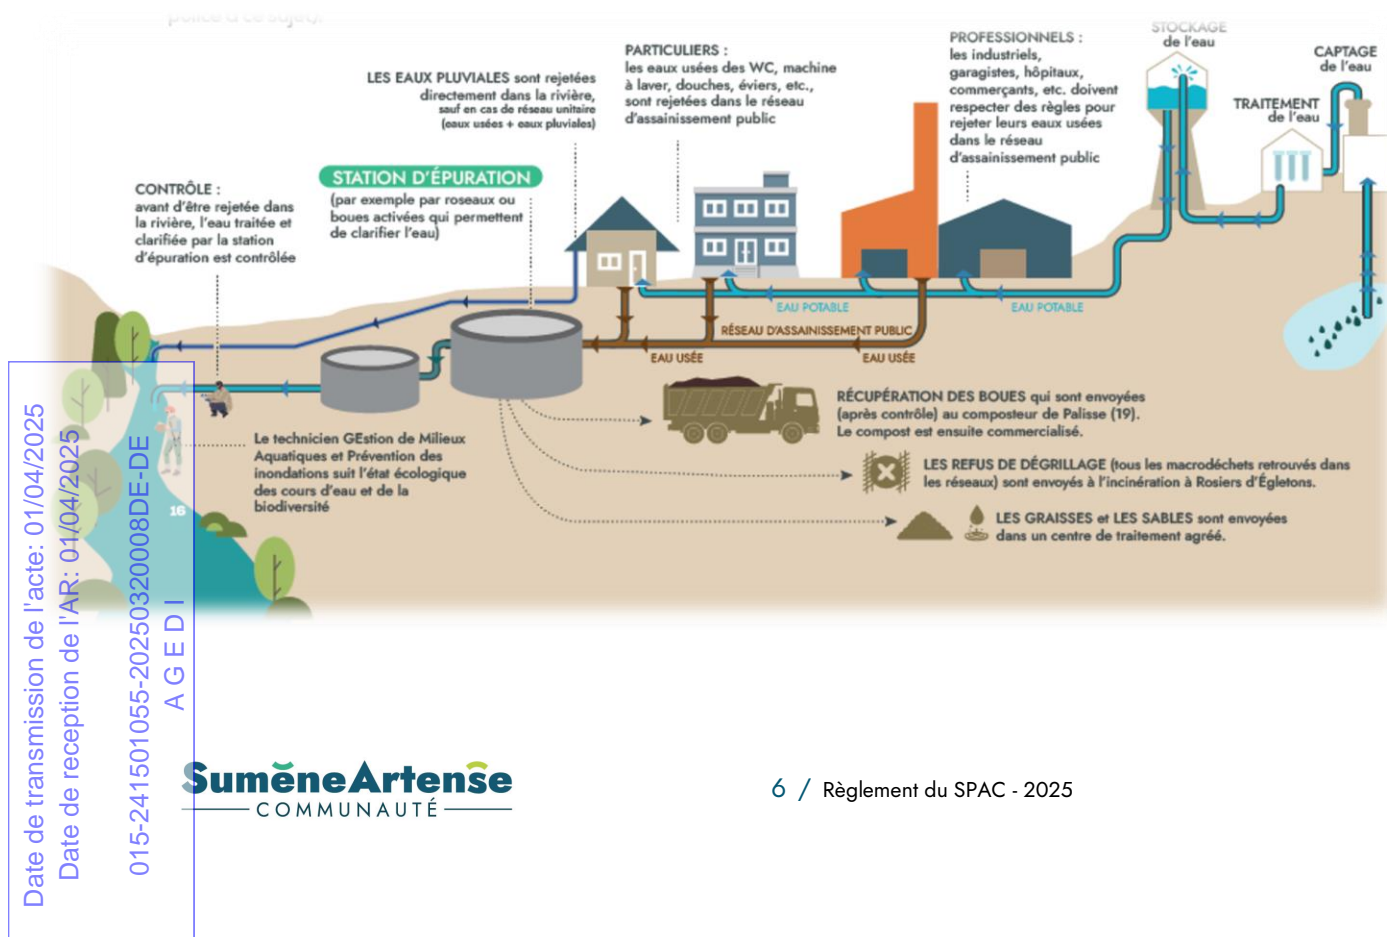 police à ce sujet).
STOCKAGE
de l'eau
CAPTAGE
de l'eau
TRAITEMENT
de l'eau
PROFESSIONNELS :
les industriels,
garagistes, hôpitaux,
commerçants, etc. doivent
respecter des règles pour
rejeter leurs eaux usées
dans le réseau
d'assainissement public
PARTICULIERS :
les eaux usées des WC, machine
à laver, douches, éviers, etc.,
sont rejetées dans le réseau
d'assainissement public
LES EAUX PLUVIALES sont rejetées
directement dans la rivière,
sauf en cas de réseau unitaire
(eaux usées + eaux pluviales)
STATION D'ÉPURATION
(par exemple par roseaux ou
boues activées qui permettent
de clarifier l'eau)
CONTRÔLE :
avant d'être rejetée dans
la rivière, l'eau traitée et
clarifiée par la station
d'épuration est contrôlée
EAU POTABLE
EAU POTABLE
RÉSEAU D'ASSAINISSEMENT PUBLIC
EAU USÉE
EAU USÉE
RÉCUPÉRATION DES BOUES qui sont envoyées
(après contrôle) au composteur de Palisse (19).
Le compost est ensuite commercialisé.
LES REFUS DE DÉGRILLAGE (tous les macrodéchets retrouvés dans
les réseaux) sont envoyés à l'incinération à Rosiers d'Égletons.
LES GRAISSES et LES SABLES sont envoyées
dans un centre de traitement agréé.
Le technicien GEstion de Milieux
Aquatiques et Prévention des
inondations suit l'état écologique
des cours d'eau et de la
biodiversité
16
Date de transmission de l'acte: 01/04/2025
Date de reception de l'AR: 01/04/2025
015-241501055-20250320008DE-DE
A G E D I
SumèneArtense
COMMUNAUTÉ
6 / Règlement du SPAC - 2025